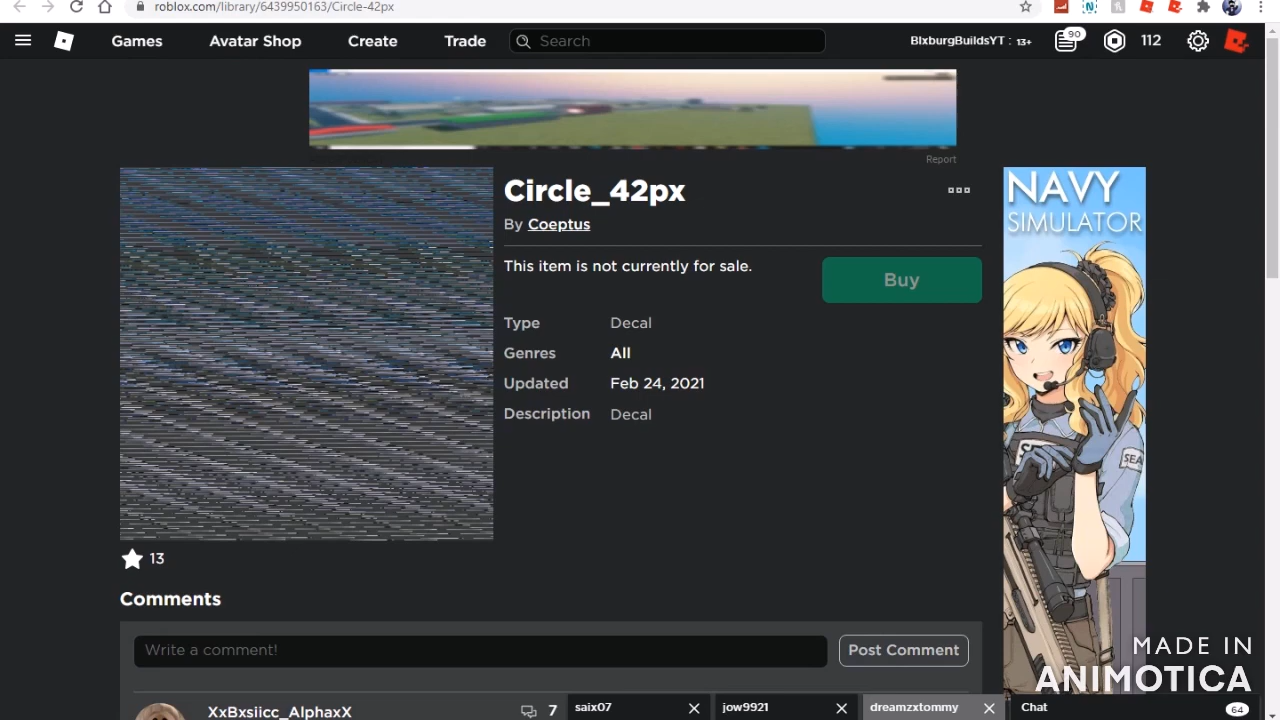 roblox.com/library/6439950163/Circle-42px
Games Avatar Shop Create Trade Search BlxburgBuildsYT : 13+ 90 112
Report
Circle_42px
By Coeptus
This item is not currently for sale.
Buy
Type Decal
Genres All
Updated Feb 24, 2021
Description Decal
13
Comments
Write a comment!
Post Comment
XxBxsiicc_AlphaxX 7
saix07 jow9921 dreamzxtommy Chat 64
NAVY
SIMULATOR
SEA
MADE IN
ANIMOTICA